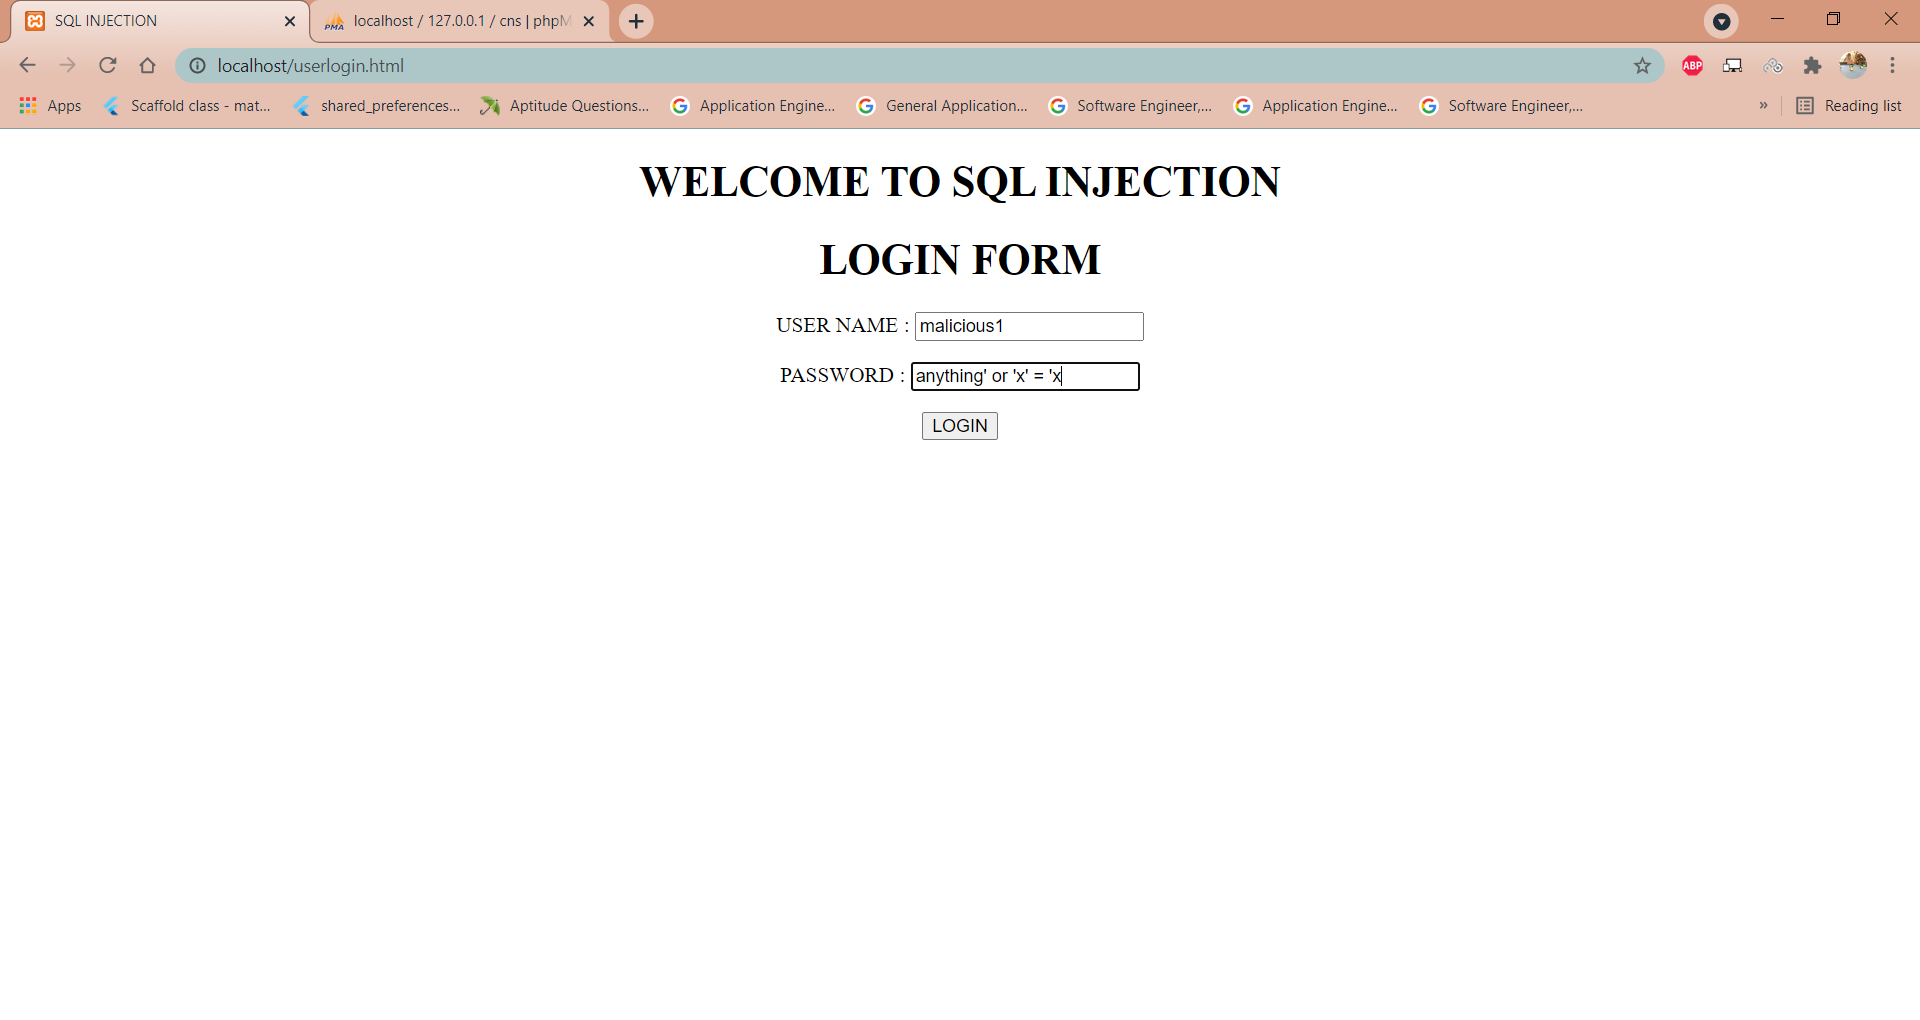 SQL INJECTION
PMA localhost / 127.0.0.1 / cns | phpM
localhost/userlogin.html
ABP
Apps Scaffold class - mat... shared_preferences... Aptitude Questions... Application Engine... General Application... Software Engineer,... Application Engine... Software Engineer,... » Reading list
WELCOME TO SQL INJECTION
LOGIN FORM
USER NAME : malicious1
PASSWORD : anything' or 'x' = 'x
LOGIN